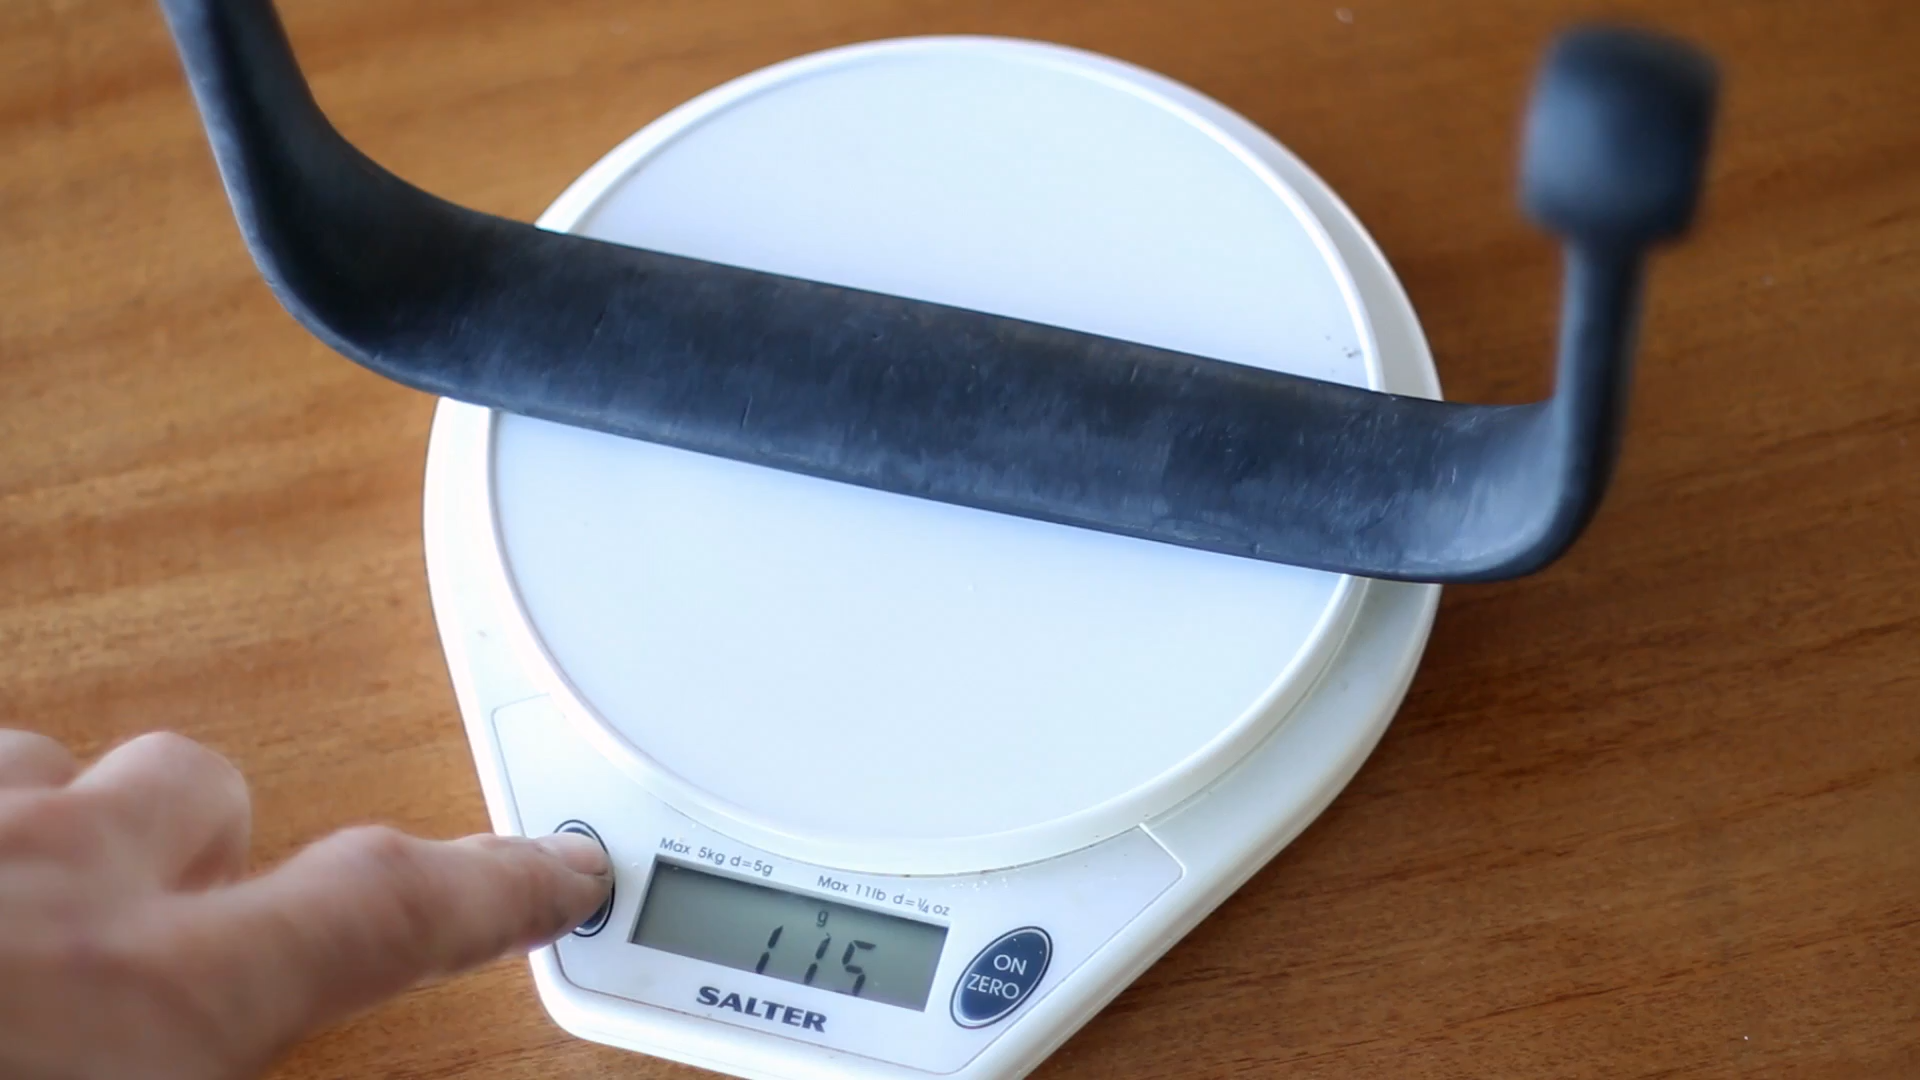 Max 5kg d=5g
Max 11lb d=¼ oz
g
115
SALTER
ON
ZERO